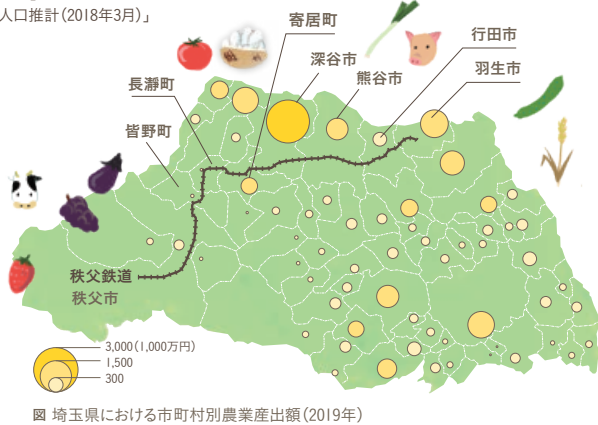 人口推計(2018年3月)」
寄居町
行田市
深谷市
熊谷市
羽生市
長瀞町
皆野町
秩父鉄道
秩父市
3,000(1,000万円)
1,500
300
図 埼玉県における市町村別農業産出額(2019年)